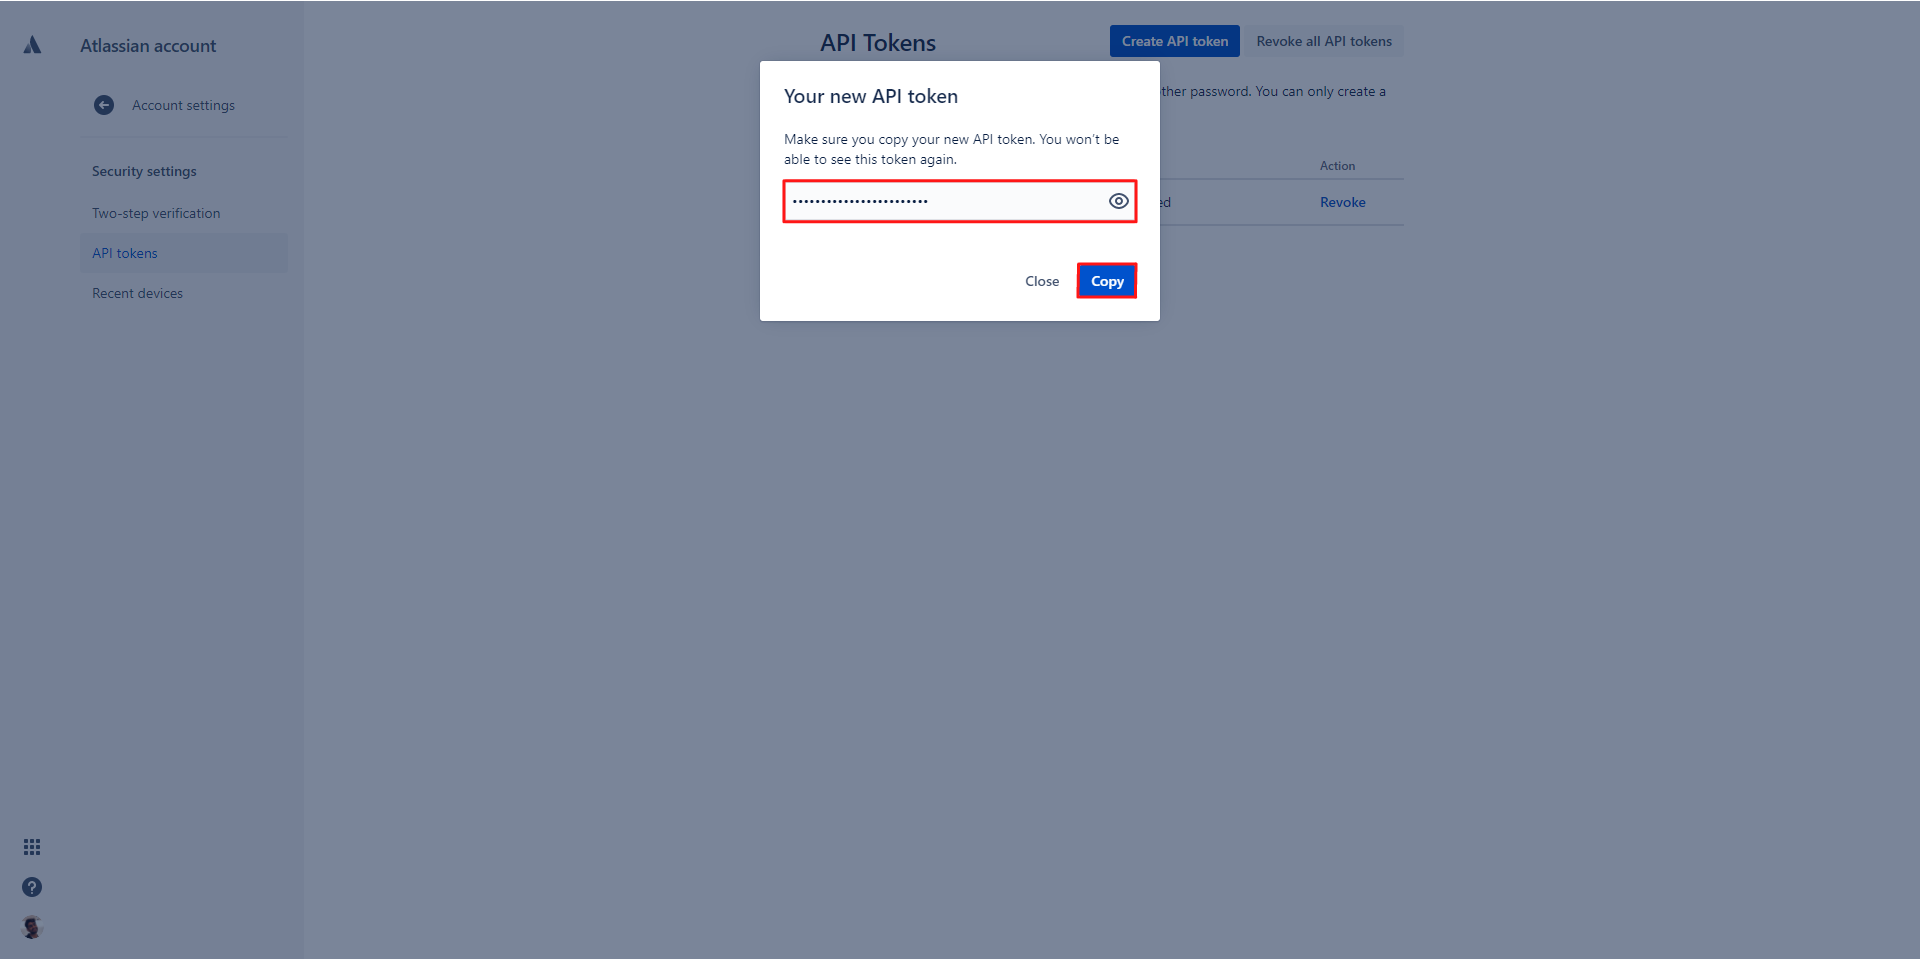 Atlassian account
Account settings
Security settings
Two-step verification
API tokens
Recent devices
API Tokens
Create API token
Revoke all API tokens
password. You can only create a
Action
Revoke
Your new API token
Make sure you copy your new API token. You won't be
able to see this token again.
••••••••••••••••••••••••
Close
Copy